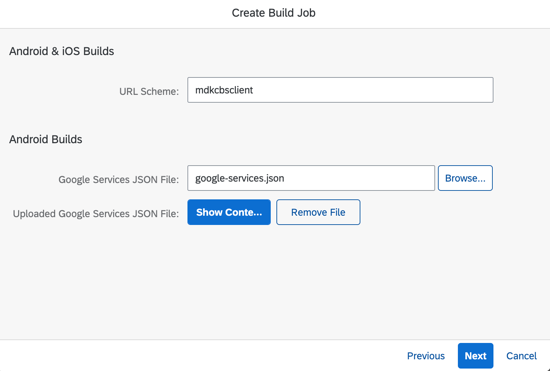 Create Build Job
Android & iOS Builds
URL Scheme: mdkcbsclient
Android Builds
Google Services JSON File: google-services.json Browse...
Uploaded Google Services JSON File: Show Conte... Remove File
Previous Next Cancel